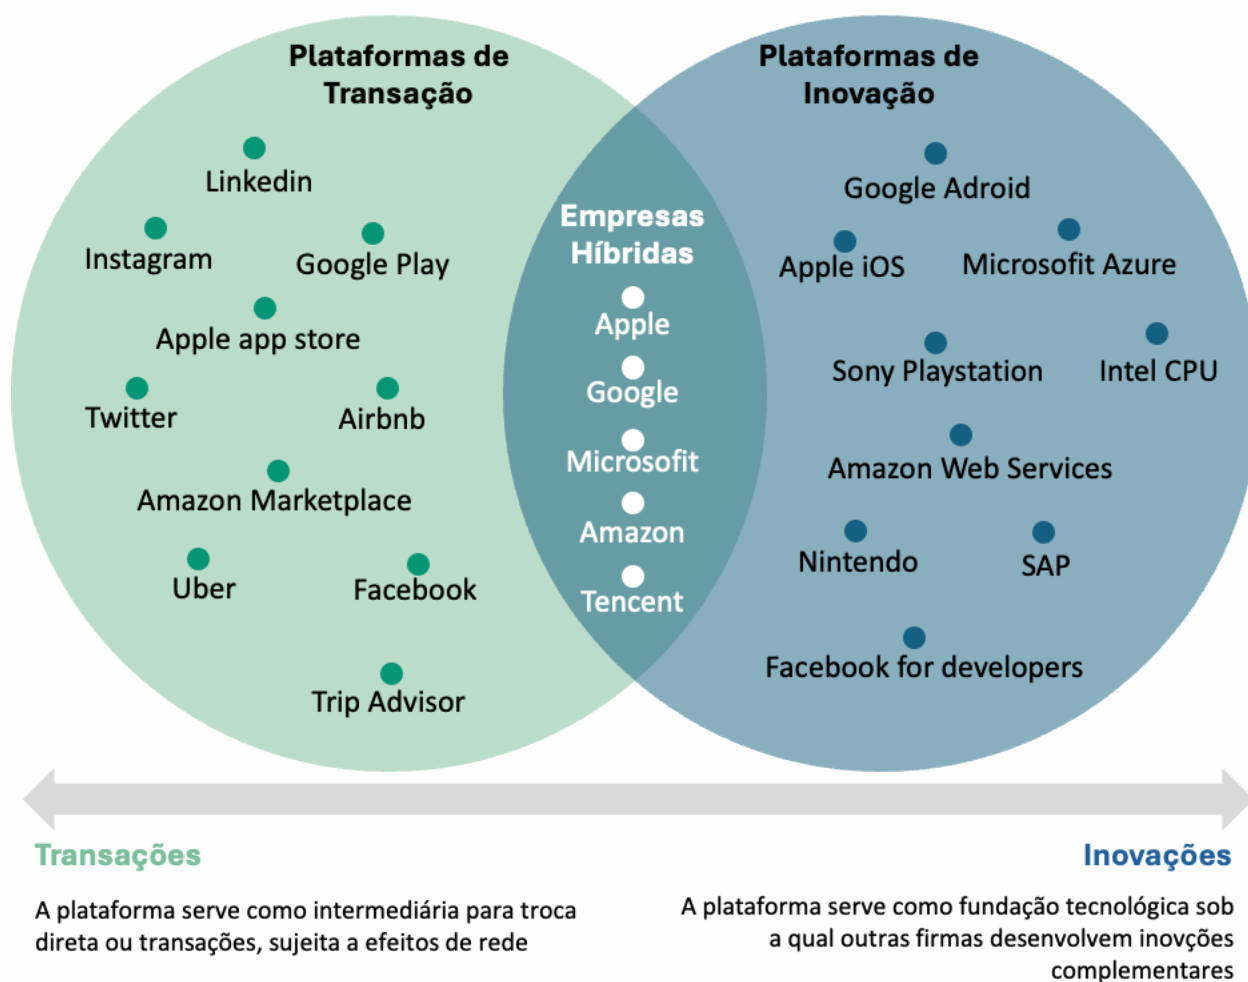 Plataformas de
Transação
Linkedin
Instagram
Google Play
Apple app store
Twitter
Airbnb
Amazon Marketplace
Uber
Facebook
Trip Advisor
Empresas
Híbridas
Apple
Google
Microsofit
Amazon
Tencent
Plataformas de
Inovação
Google Adroid
Apple iOS
Microsofit Azure
Sony Playstation
Intel CPU
Amazon Web Services
Nintendo
SAP
Facebook for developers
Transações
A plataforma serve como intermediária para troca
direta ou transações, sujeita a efeitos de rede
Inovações
A plataforma serve como fundação tecnológica sob
a qual outras firmas desenvolvem inovções
complementares